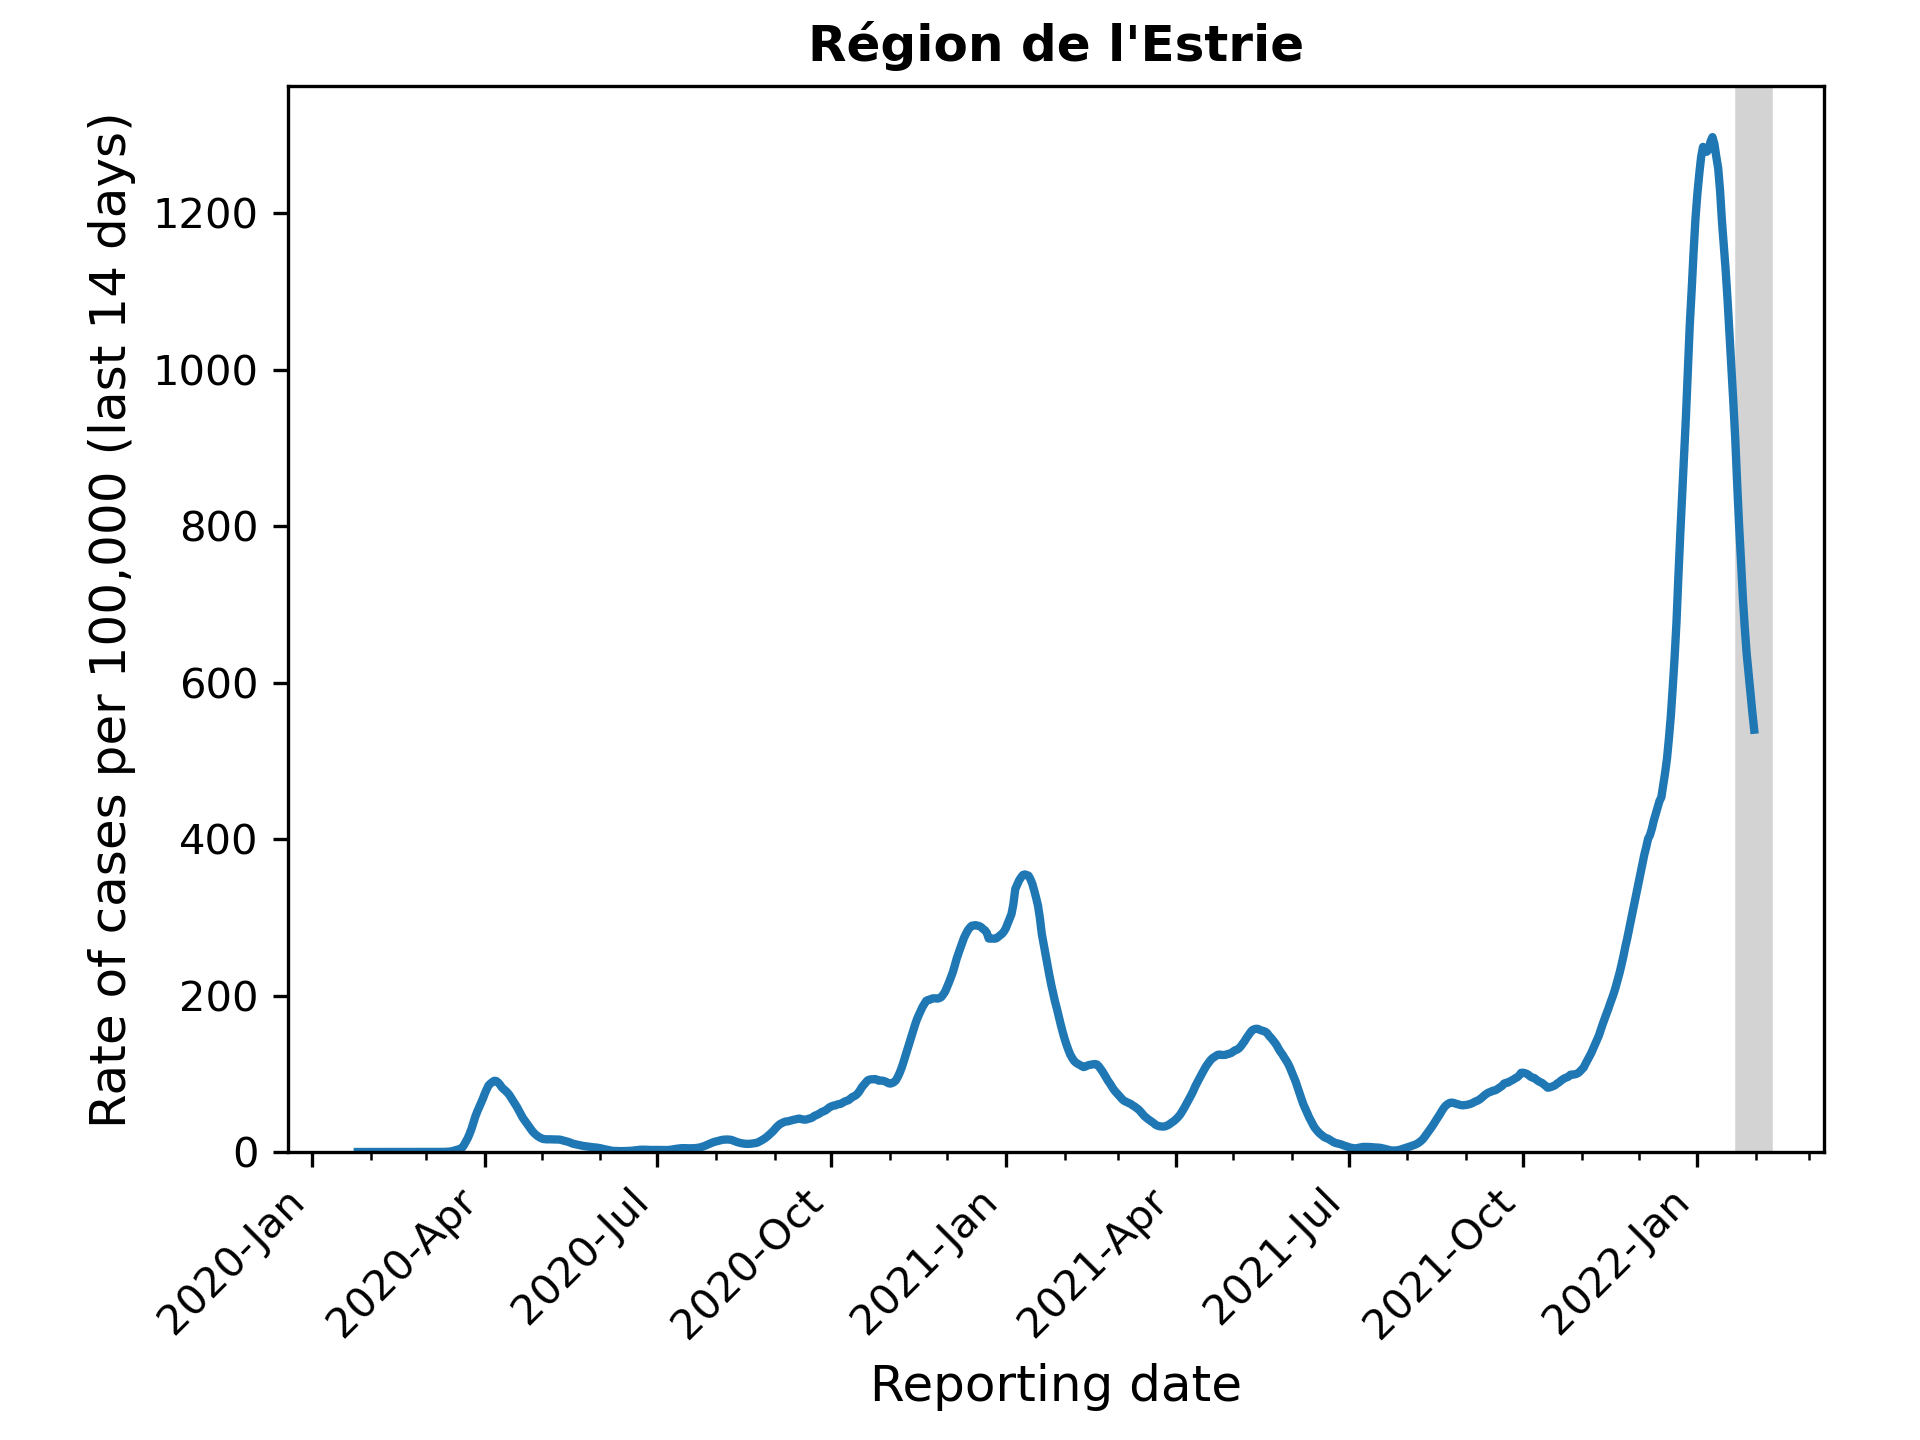 Région de l'Estrie
Rate of cases per 100,000 (last 14 days)
1200
1000
800
600
400
200
0
2020-Jan
2020-Apr
2020-Jul
2020-Oct
2021-Jan
2021-Apr
2021-Jul
2021-Oct
2022-Jan
Reporting date